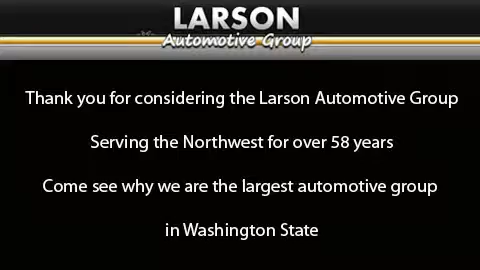 LARSON
Automotive Group
Thank you for considering the Larson Automotive Group
Serving the Northwest for over 58 years
Come see why we are the largest automotive group
in Washington State